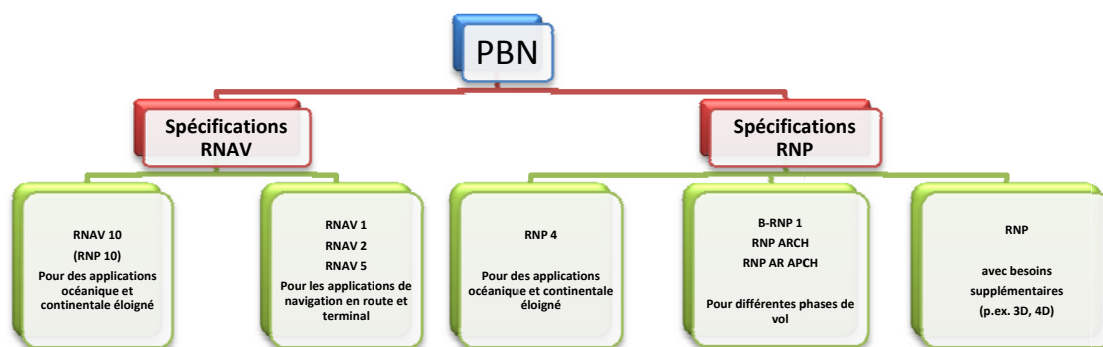 PBN
Spécifications
RNAV
Spécifications
RNP
RNAV 10
(RNP 10)
Pour des applications
océanique et
continentale éloigné
RNAV 1
RNAV 2
RNAV 5
Pour les applications de
navigation en route et
terminal
RNP 4
Pour des applications
océanique et continentale
éloigné
B-RNP 1
RNP ARCH
RNP AR APCH
Pour différentes phases de
vol
RNP
avec besoins
supplémentaires
(p.ex. 3D, 4D)